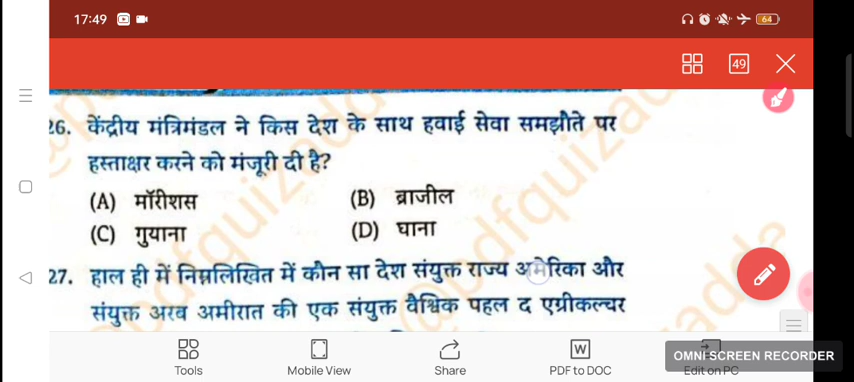 17:49
64
49
26. केंद्रीय मंत्रिमंडल ने किस देश के साथ हवाई सेवा समझौते पर
हस्ताक्षर करने को मंजूरी दी है?
(A) मॉरीशस (B) ब्राजील
(C) गुयाना (D) घाना
27. हाल ही में निम्नलिखित में कौन सा देश संयुक्त राज्य अमेरिका और
संयुक्त अरब अमीरात की एक संयुक्त वैश्विक पहल द एग्रीकल्चर
Tools Mobile View Share PDF to DOC Edit on PC
OMNI SCREEN RECORDER
@pdfquizadda